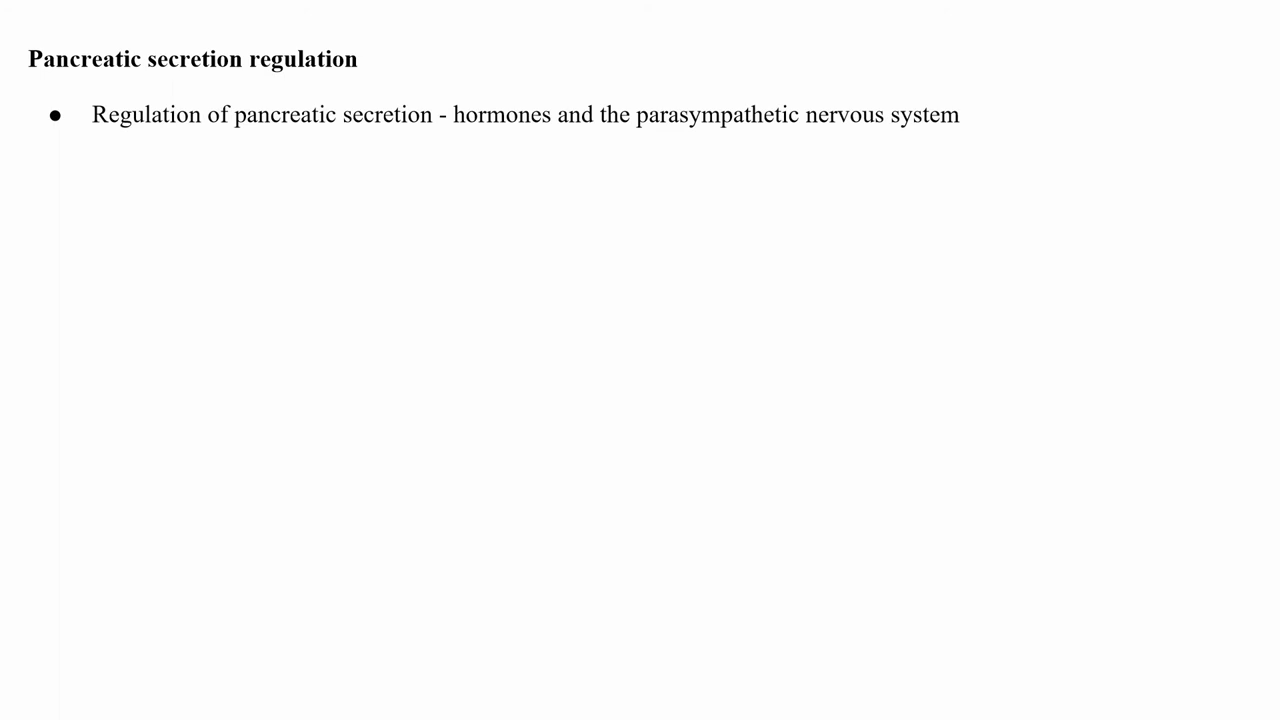 Pancreatic secretion regulation
● Regulation of pancreatic secretion - hormones and the parasympathetic nervous system